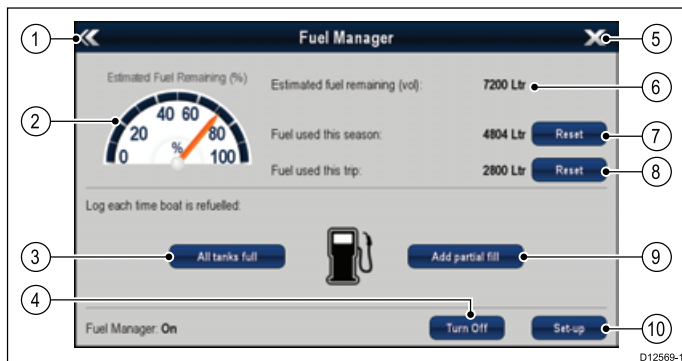 1
Fuel Manager
5
Estimated Fuel Remaining (%)
Estimated fuel remaining (vol):
7200 Ltr
6
2
0
20
40
60
80
100
%
Fuel used this season:
4804 Ltr
Reset
7
Fuel used this trip:
2800 Ltr
Reset
8
Log each time boat is refuelled:
3
All tanks full
Add partial fill
9
4
Fuel Manager: On
Turn Off
Set-up
10
D12569-1